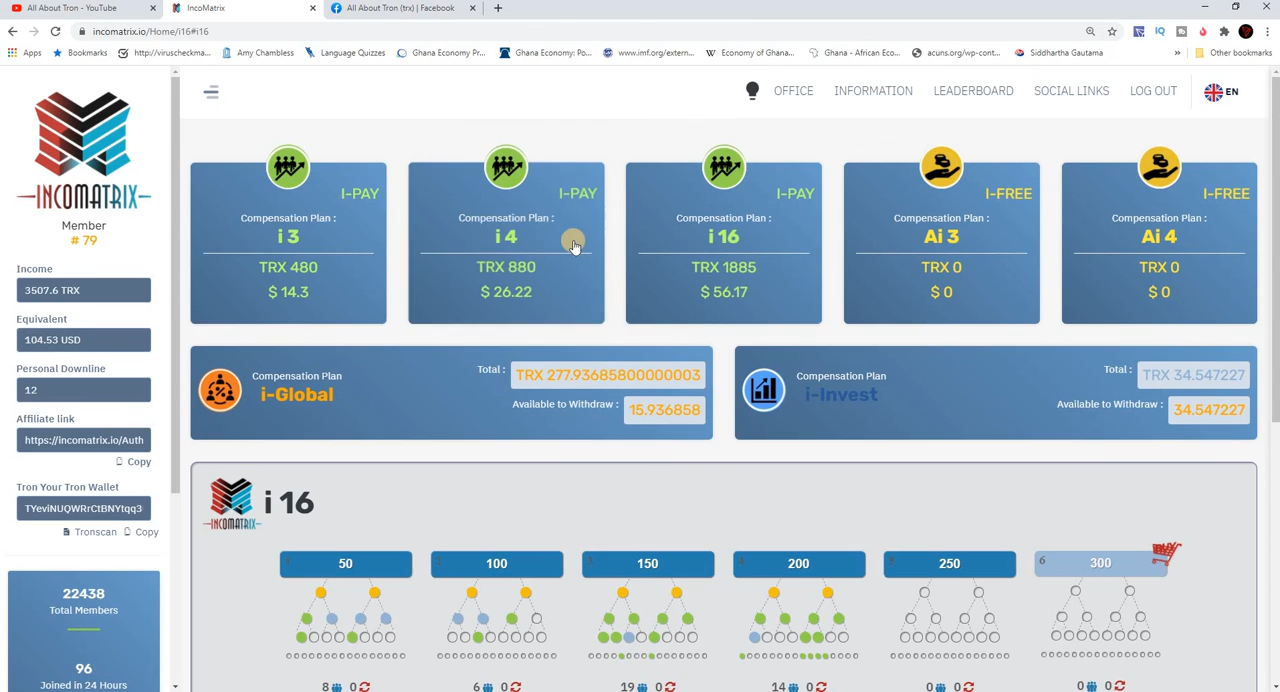 All About Tron - YouTube
IncoMatrix
All About Tron (trx) | Facebook
incomatrix.io/Home/i16#i16
Apps
Bookmarks
http://viruscheckma...
Amy Chambless
Language Quizzes
Ghana Economy Pr...
Ghana Economy: Po...
www.imf.org/extern...
Economy of Ghana...
Ghana - African Eco...
acuns.org/wp-cont...
Siddhartha Gautama
Other bookmarks
INCOMATRIX
Member
# 79
Income
3507.6 TRX
Equivalent
104.53 USD
Personal Downline
12
Affiliate link
https://incomatrix.io/Auth
Copy
Tron Your Tron Wallet
TYeviNUQWRrCtBNYtqq3
Tronscan Copy
22438
Total Members
96
Joined in 24 Hours
OFFICE INFORMATION LEADERBOARD SOCIAL LINKS LOG OUT EN
I-PAY
Compensation Plan :
i 3
TRX 480
$ 14.3
I-PAY
Compensation Plan :
i 4
TRX 880
$ 26.22
I-PAY
Compensation Plan :
i 16
TRX 1885
$ 56.17
I-FREE
Compensation Plan :
Ai 3
TRX 0
$ 0
I-FREE
Compensation Plan :
Ai 4
TRX 0
$ 0
Compensation Plan
i-Global
Total : TRX 277.93685800000003
Available to Withdraw : 15.936858
Compensation Plan
i-Invest
Total : TRX 34.547227
Available to Withdraw : 34.547227
INCOMATRIX
i 16
50 100 150 200 250 6 300
8 0 6 0 19 0 14 0 0 0 0 0